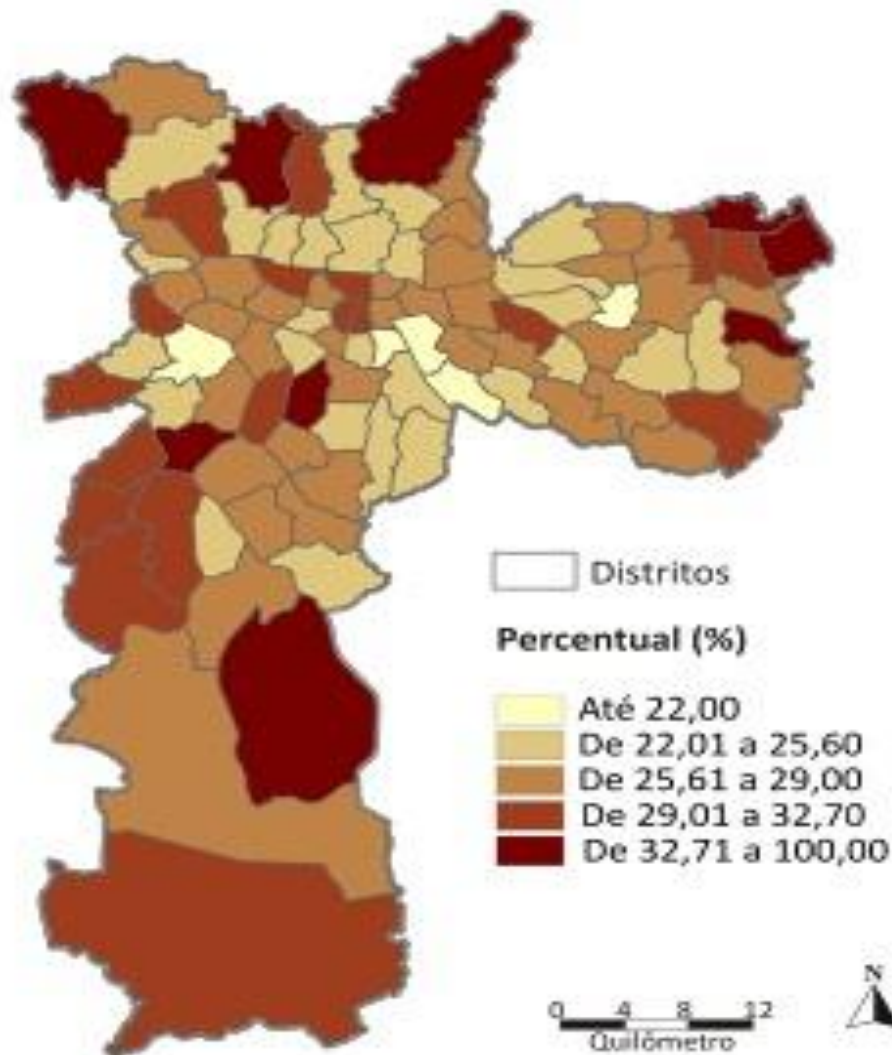 Distritos
Percentual (%)
Até 22,00
De 22,01 a 25,60
De 25,61 a 29,00
De 29,01 a 32,70
De 32,71 a 100,00
N
0 4 8 12
Quilômetro